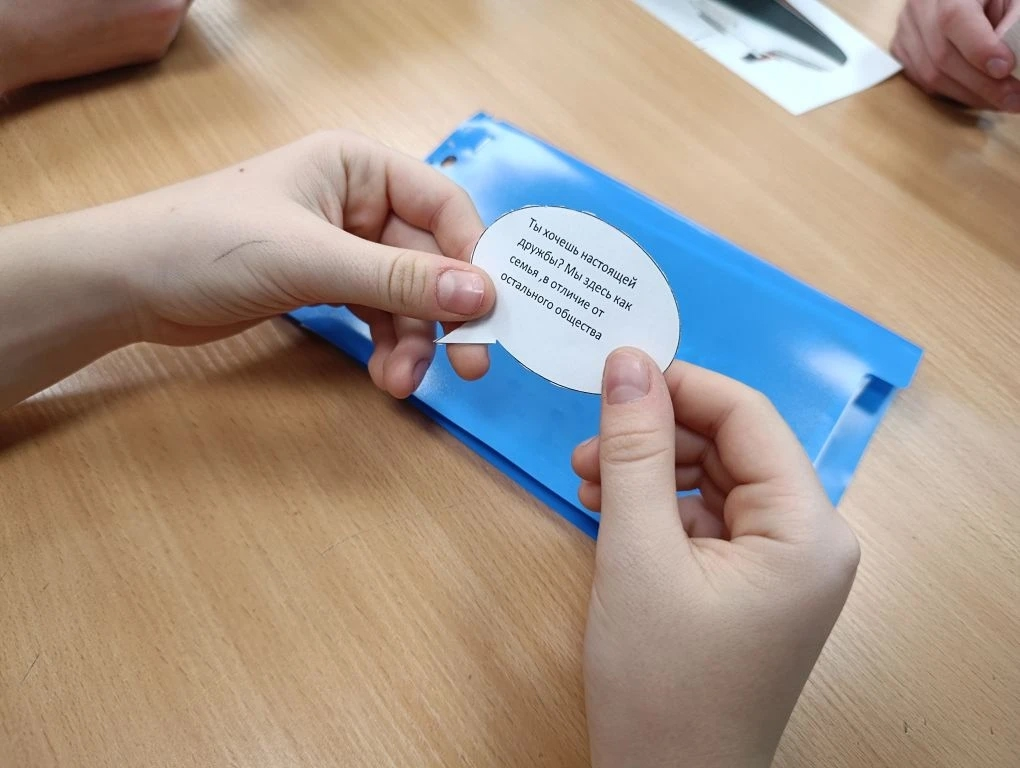 Ты хочешь настоящей
дружбы? Мы здесь как
семья ,в отличие от
остального общества